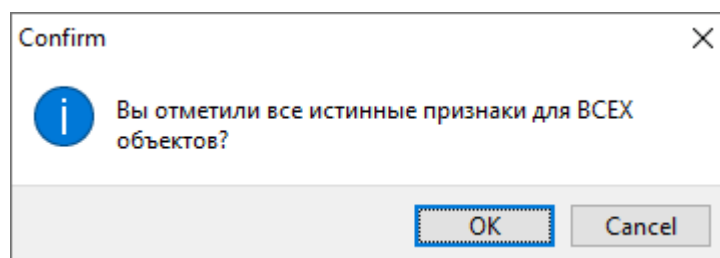 Confirm
Вы отметили все истинные признаки для ВСЕХ
объектов?
OK
Cancel